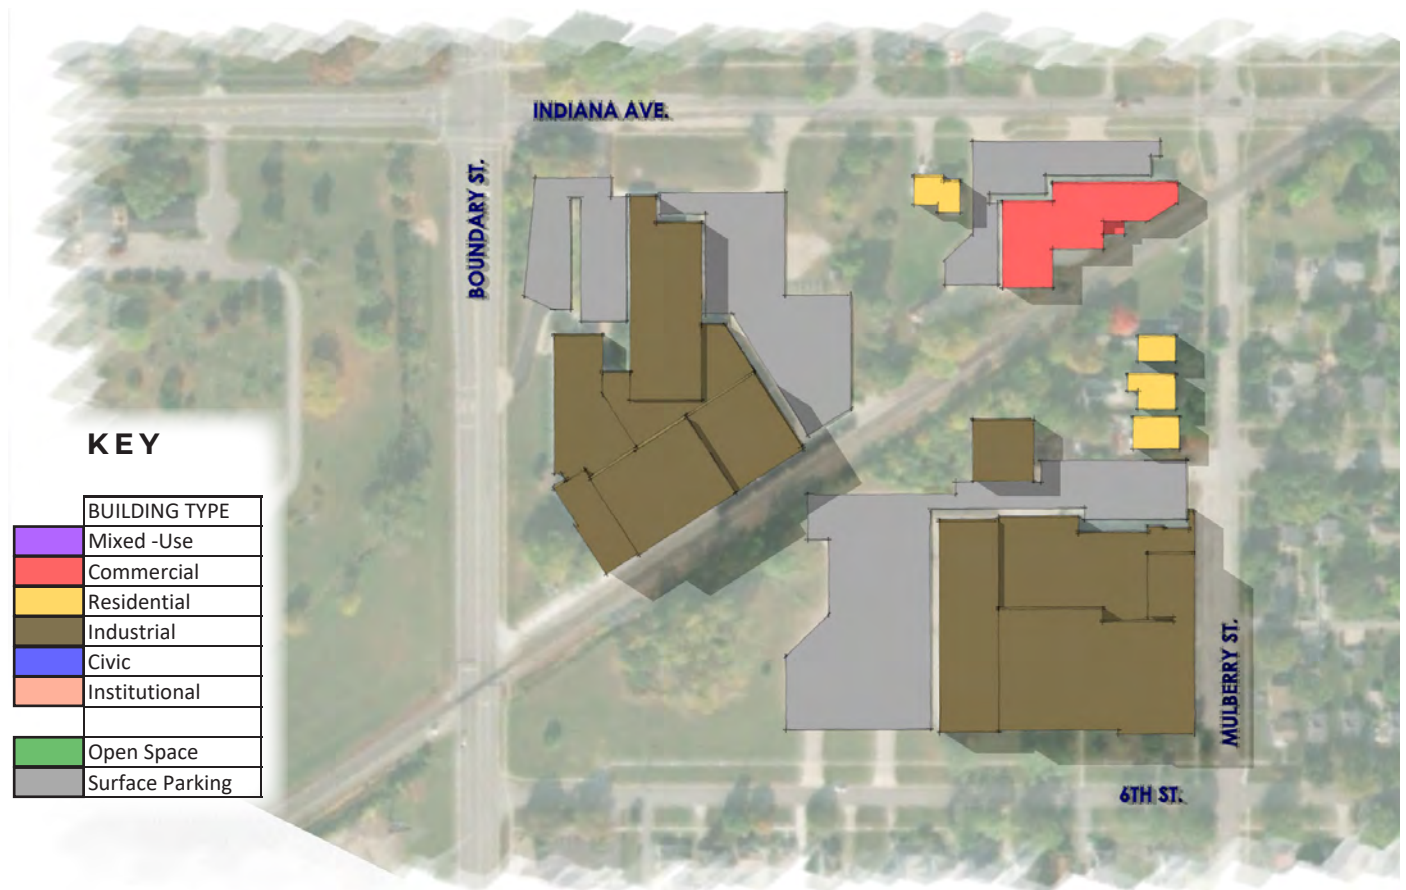 INDIANA AVE.
BOUNDARY ST.
KEY
BUILDING TYPE
Mixed -Use
Commercial
Residential
Industrial
Civic
Institutional
Open Space
Surface Parking
MULBERRY ST.
6TH ST.